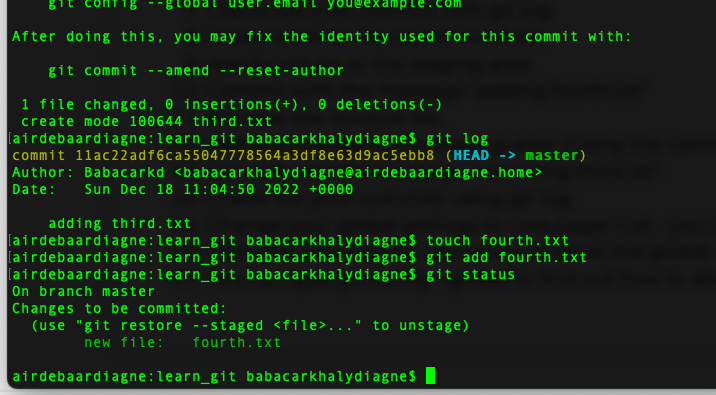 git config --global user.email you@example.com
After doing this, you may fix the identity used for this commit with:
git commit --amend --reset-author
1 file changed, 0 insertions(+), 0 deletions(-)
create mode 100644 third.txt
[airdebaardiagne:learn_git babacarkhalydiagne$ git log
commit 11ac22adf6ca55047778564a3df8e63d9ac5ebb8 (HEAD -> master)
Author: Babacarkd <babacarkhalydiagne@airdebaardiagne.home>
Date:   Sun Dec 18 11:04:50 2022 +0000
adding third.txt
[airdebaardiagne:learn_git babacarkhalydiagne$ touch fourth.txt
[airdebaardiagne:learn_git babacarkhalydiagne$ git add fourth.txt
[airdebaardiagne:learn_git babacarkhalydiagne$ git status
On branch master
Changes to be committed:
(use "git restore --staged <file>..." to unstage)
new file:   fourth.txt
airdebaardiagne:learn_git babacarkhalydiagne$